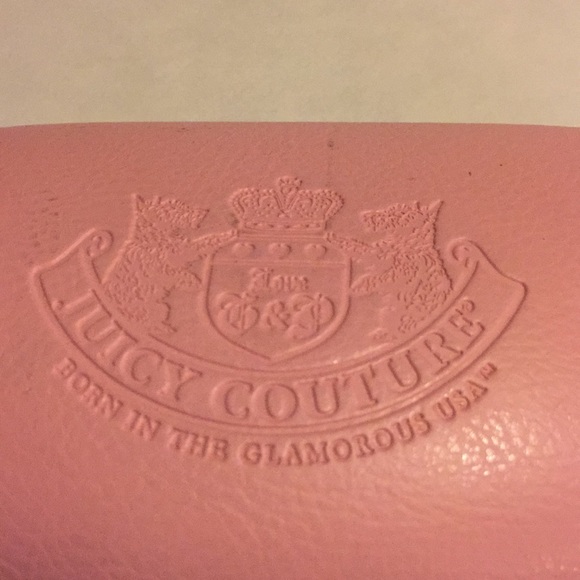 Love
G&P
JUICY COUTURE®
BORN IN THE GLAMOROUS USA™